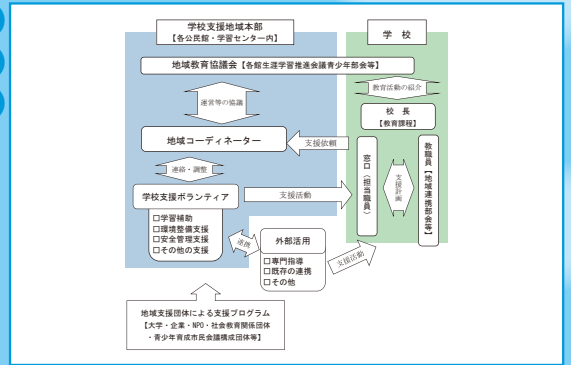 学校支援地域本部
【各公民館・学習センター内】
学 校
地域教育協議会【各館生涯学習推進会議青少年部会等】
運営等の協議
教育活動の紹介
校 長
【教育課程】
地域コーディネーター
支援依頼
連絡・調整
窓口（担当職員）
支援計画
教職員【地域連携部会等】
学校支援ボランティア
支援活動
□学習補助
□環境整備支援
□安全管理支援
□その他の支援
連携
外部活用
□専門指導
□既存の連携
□その他
支援活動
地域支援団体による支援プログラム
【大学・企業・NPO・社会教育関係団体
・青少年育成市民会議構成団体等】